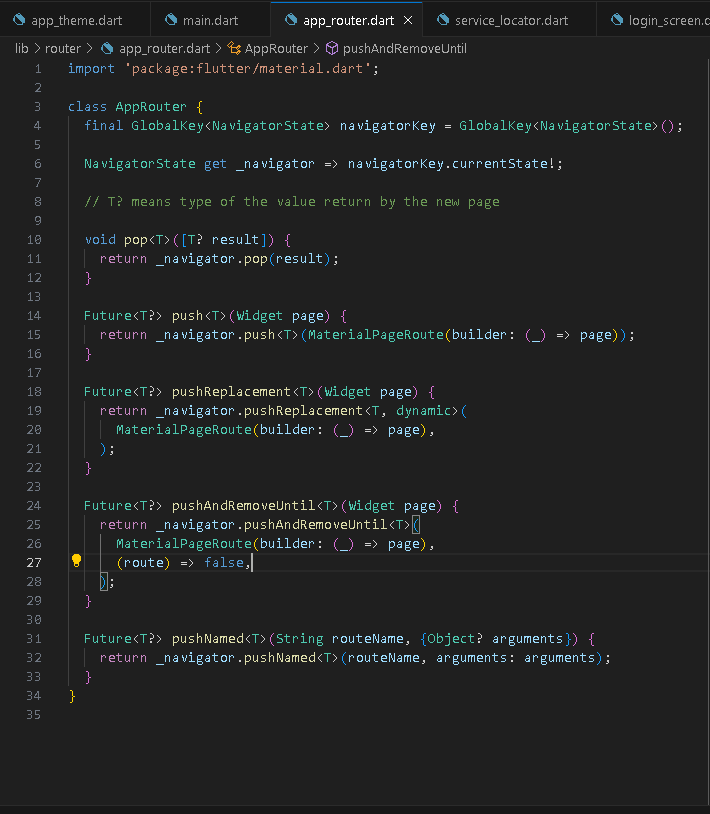 app_theme.dart main.dart app_router.dart service_locator.dart login_screen.d
lib > router > app_router.dart > AppRouter > pushAndRemoveUntil
1 import 'package:flutter/material.dart';
2
3 class AppRouter {
4 final GlobalKey<NavigatorState> navigatorKey = GlobalKey<NavigatorState>();
5
6 NavigatorState get _navigator => navigatorKey.currentState!;
7
8 // T? means type of the value return by the new page
9
10 void pop<T>([T? result]) {
11 return _navigator.pop(result);
12 }
13
14 Future<T?> push<T>(Widget page) {
15 return _navigator.push<T>(MaterialPageRoute(builder: (_) => page));
16 }
17
18 Future<T?> pushReplacement<T>(Widget page) {
19 return _navigator.pushReplacement<T, dynamic>(
20 MaterialPageRoute(builder: (_) => page),
21 );
22 }
23
24 Future<T?> pushAndRemoveUntil<T>(Widget page) {
25 return _navigator.pushAndRemoveUntil<T>(
26 MaterialPageRoute(builder: (_) => page),
27 (route) => false,
28 );
29 }
30
31 Future<T?> pushNamed<T>(String routeName, {Object? arguments}) {
32 return _navigator.pushNamed<T>(routeName, arguments: arguments);
33 }
34 }
35